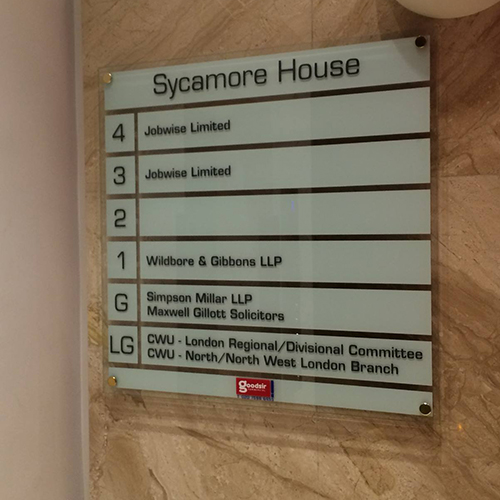 Sycamore House
4 Jobwise Limited
3 Jobwise Limited
2
1 Wildbore & Gibbons LLP
G Simpson Millar LLP
Maxwell Gillott Solicitors
LG CWU - London Regional/Divisional Committee
CWU - North/North West London Branch
goodsir